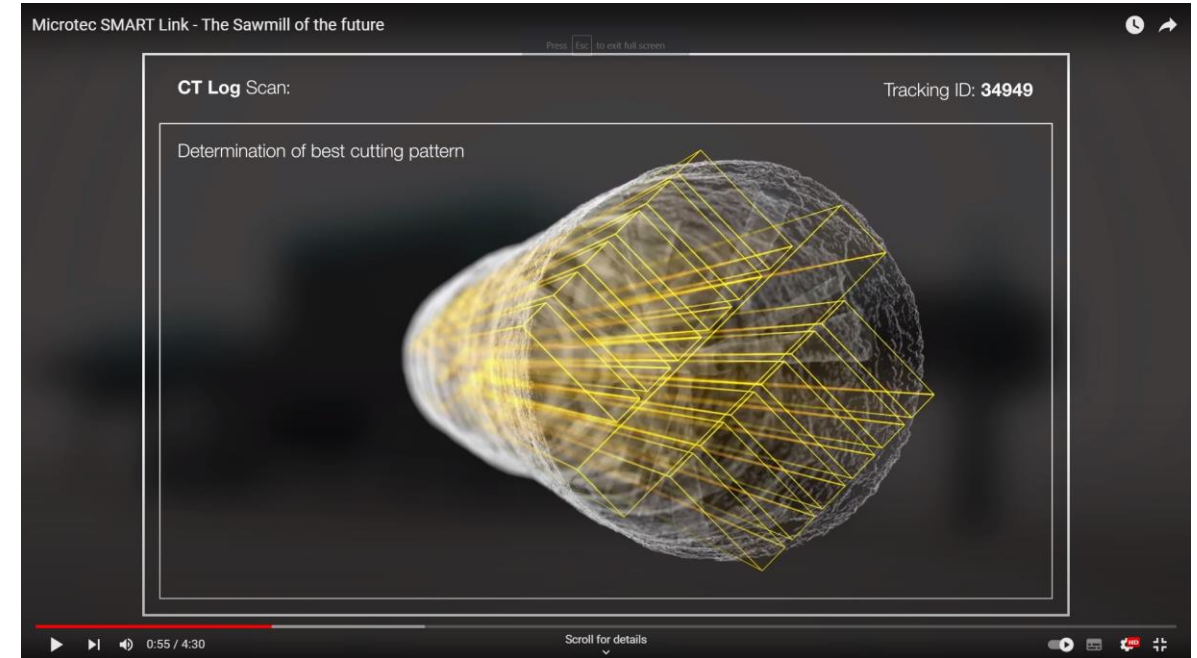 Microtec SMART Link - The Sawmill of the future
Press Esc to exit full screen
CT Log Scan:
Tracking ID: 34949
Determination of best cutting pattern
0:55 / 4:30
Scroll for details
HD